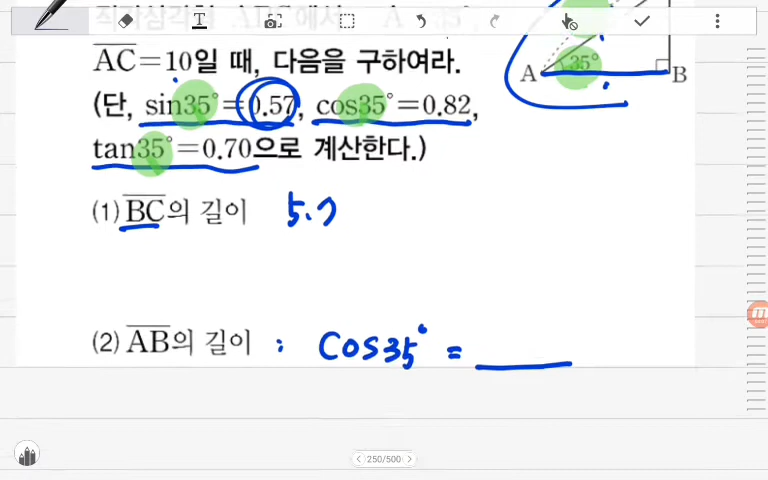 35°
A
B
AC=10일 때, 다음을 구하여라.
(단, sin35°=0.57, cos35°=0.82,
tan35°=0.70으로 계산한다.)
(1) BC의 길이 5.7
(2) AB의 길이 : cos35° =
250/500